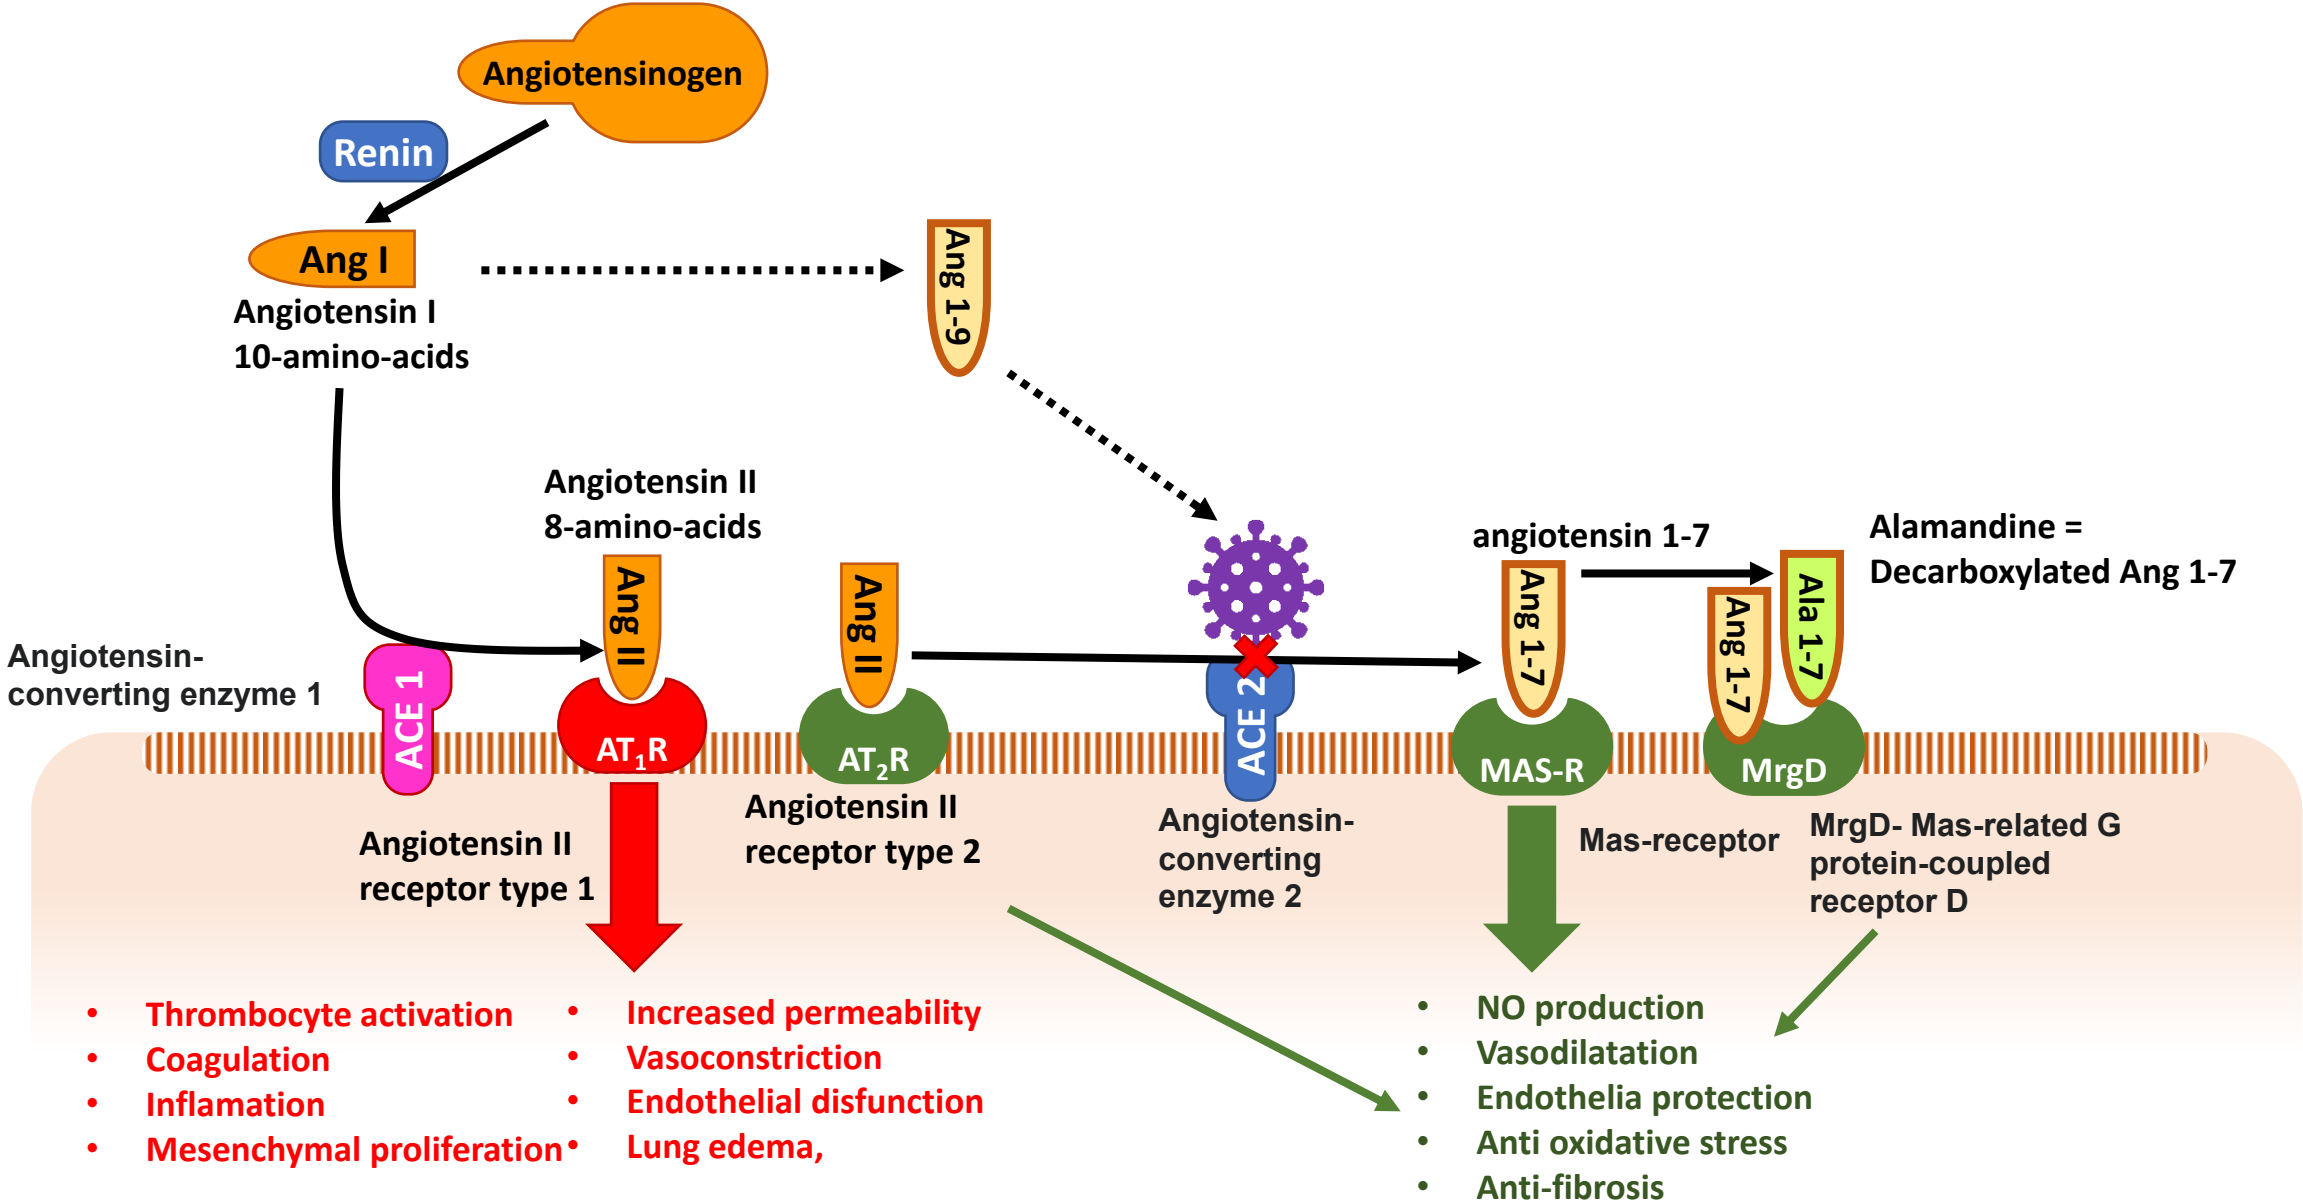 Angiotensinogen
Renin
Ang I
Angiotensin I
10-amino-acids
Ang 1-9
Angiotensin II
8-amino-acids
Ang II
Ang II
angiotensin 1-7
Ang 1-7
Alamandine =
Decarboxylated Ang 1-7
Ang 1-7
Ala 1-7
Angiotensin-
converting enzyme 1
ACE 1
AT1R
AT2R
ACE 2
MAS-R
MrgD
Angiotensin II
receptor type 1
Angiotensin II
receptor type 2
Angiotensin-
converting
enzyme 2
Mas-receptor
MrgD- Mas-related G
protein-coupled
receptor D
• Thrombocyte activation
• Coagulation
• Inflamation
• Mesenchymal proliferation
• Increased permeability
• Vasoconstriction
• Endothelial disfunction
• Lung edema,
• NO production
• Vasodilatation
• Endothelia protection
• Anti oxidative stress
• Anti-fibrosis